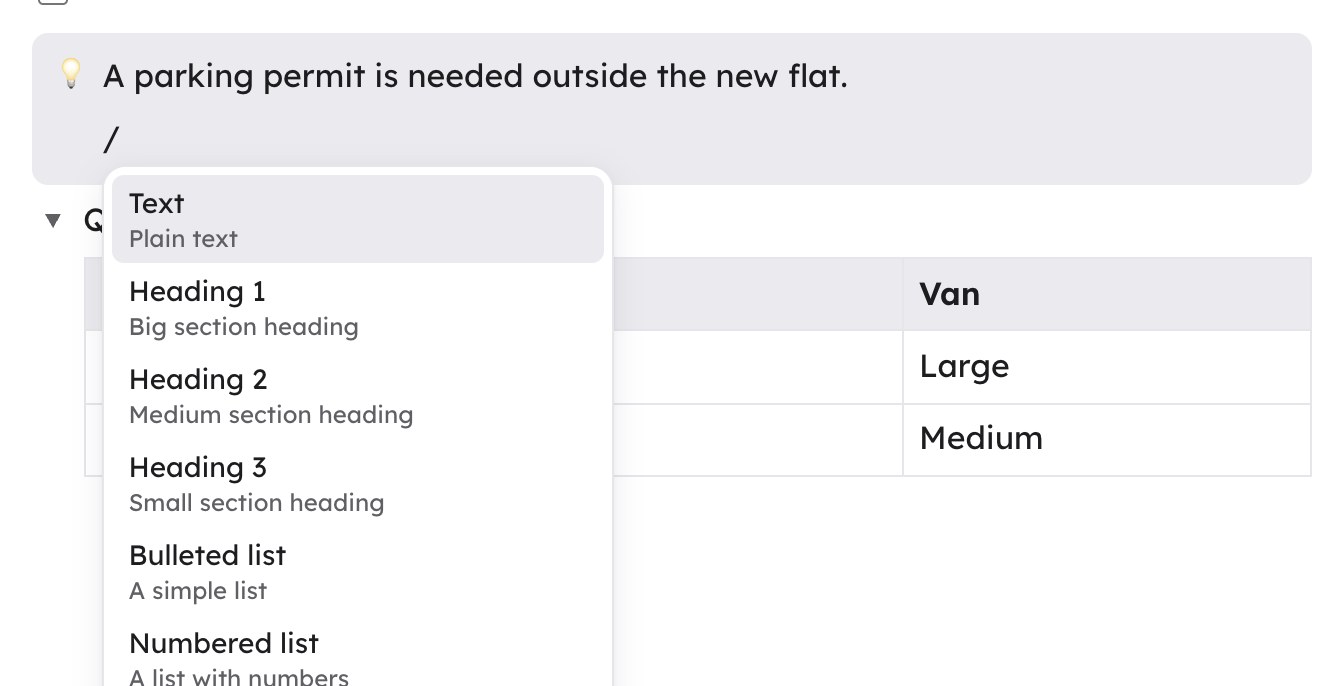 A parking permit is needed outside the new flat.
/
Text
Plain text
Heading 1
Big section heading
Heading 2
Medium section heading
Heading 3
Small section heading
Bulleted list
A simple list
Numbered list
A list with numbers
Van
Large
Medium